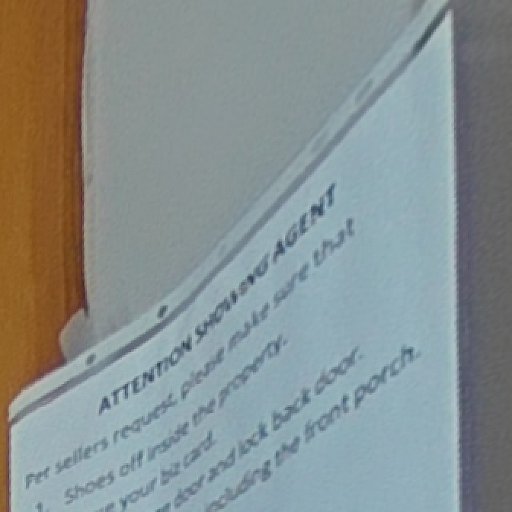 ATTENTION SHOWING AGENT
Per sellers request, please make sure that
1. Shoes off inside the property.
your biz card.
door and lock back door.
including the front porch.